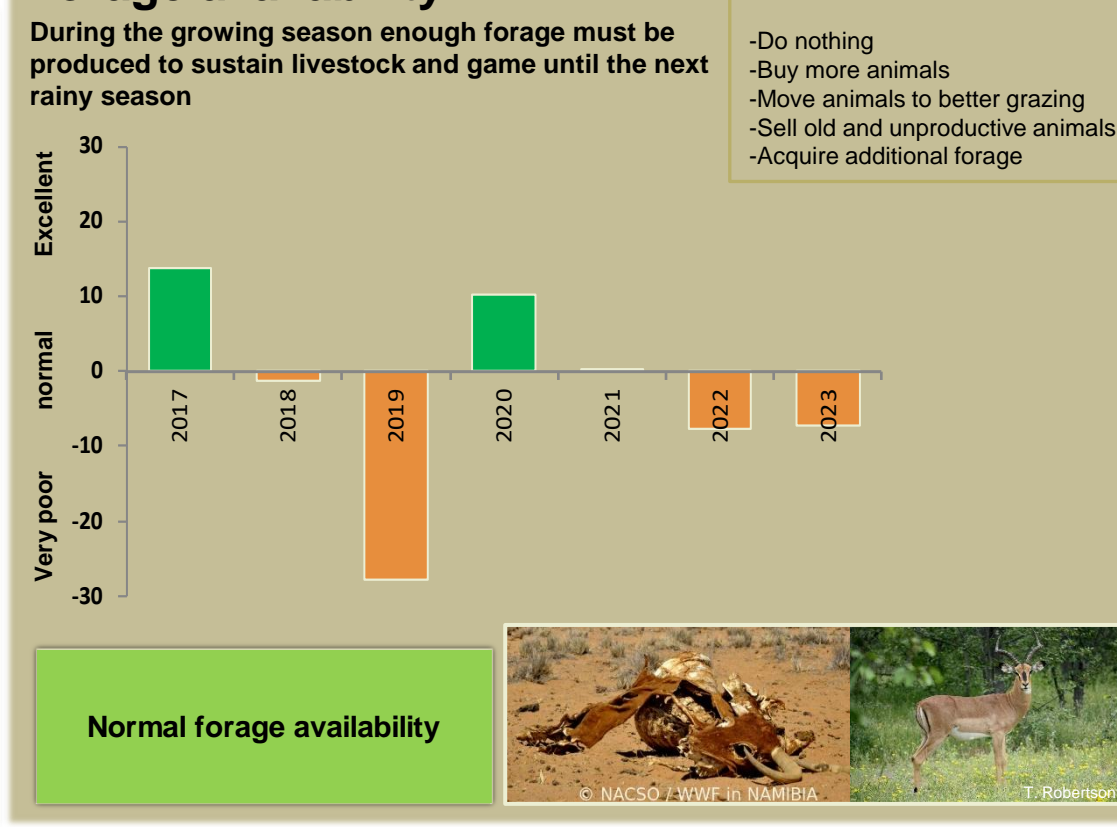 During the growing season enough forage must be
produced to sustain livestock and game until the next
rainy season
-Do nothing
-Buy more animals
-Move animals to better grazing
-Sell old and unproductive animals
-Acquire additional forage
Excellent
normal
Very poor
30
20
10
0
-10
-20
-30
2017
2018
2019
2020
2021
2022
2023
Normal forage availability
© NACSO / WWF in NAMIBIA
T. Robertson